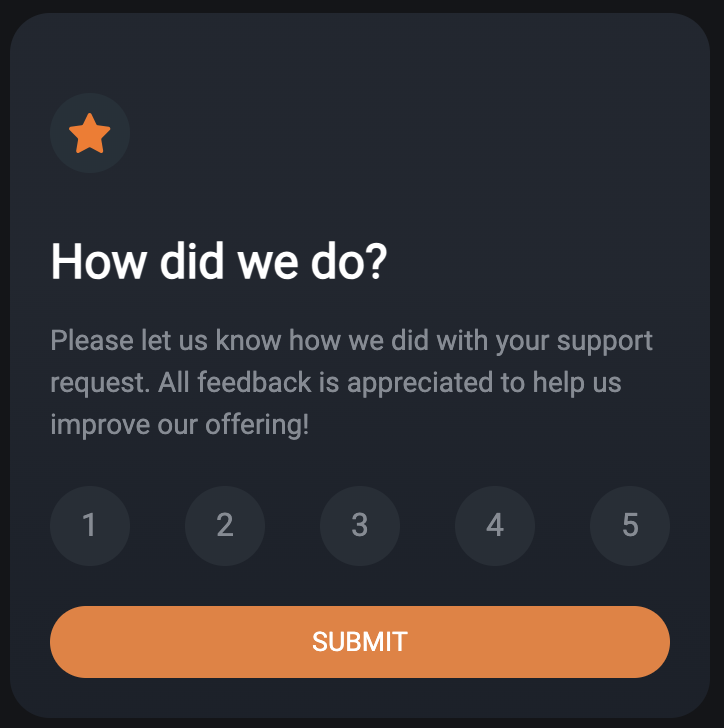 How did we do?
Please let us know how we did with your support
request. All feedback is appreciated to help us
improve our offering!
1 2 3 4 5
SUBMIT